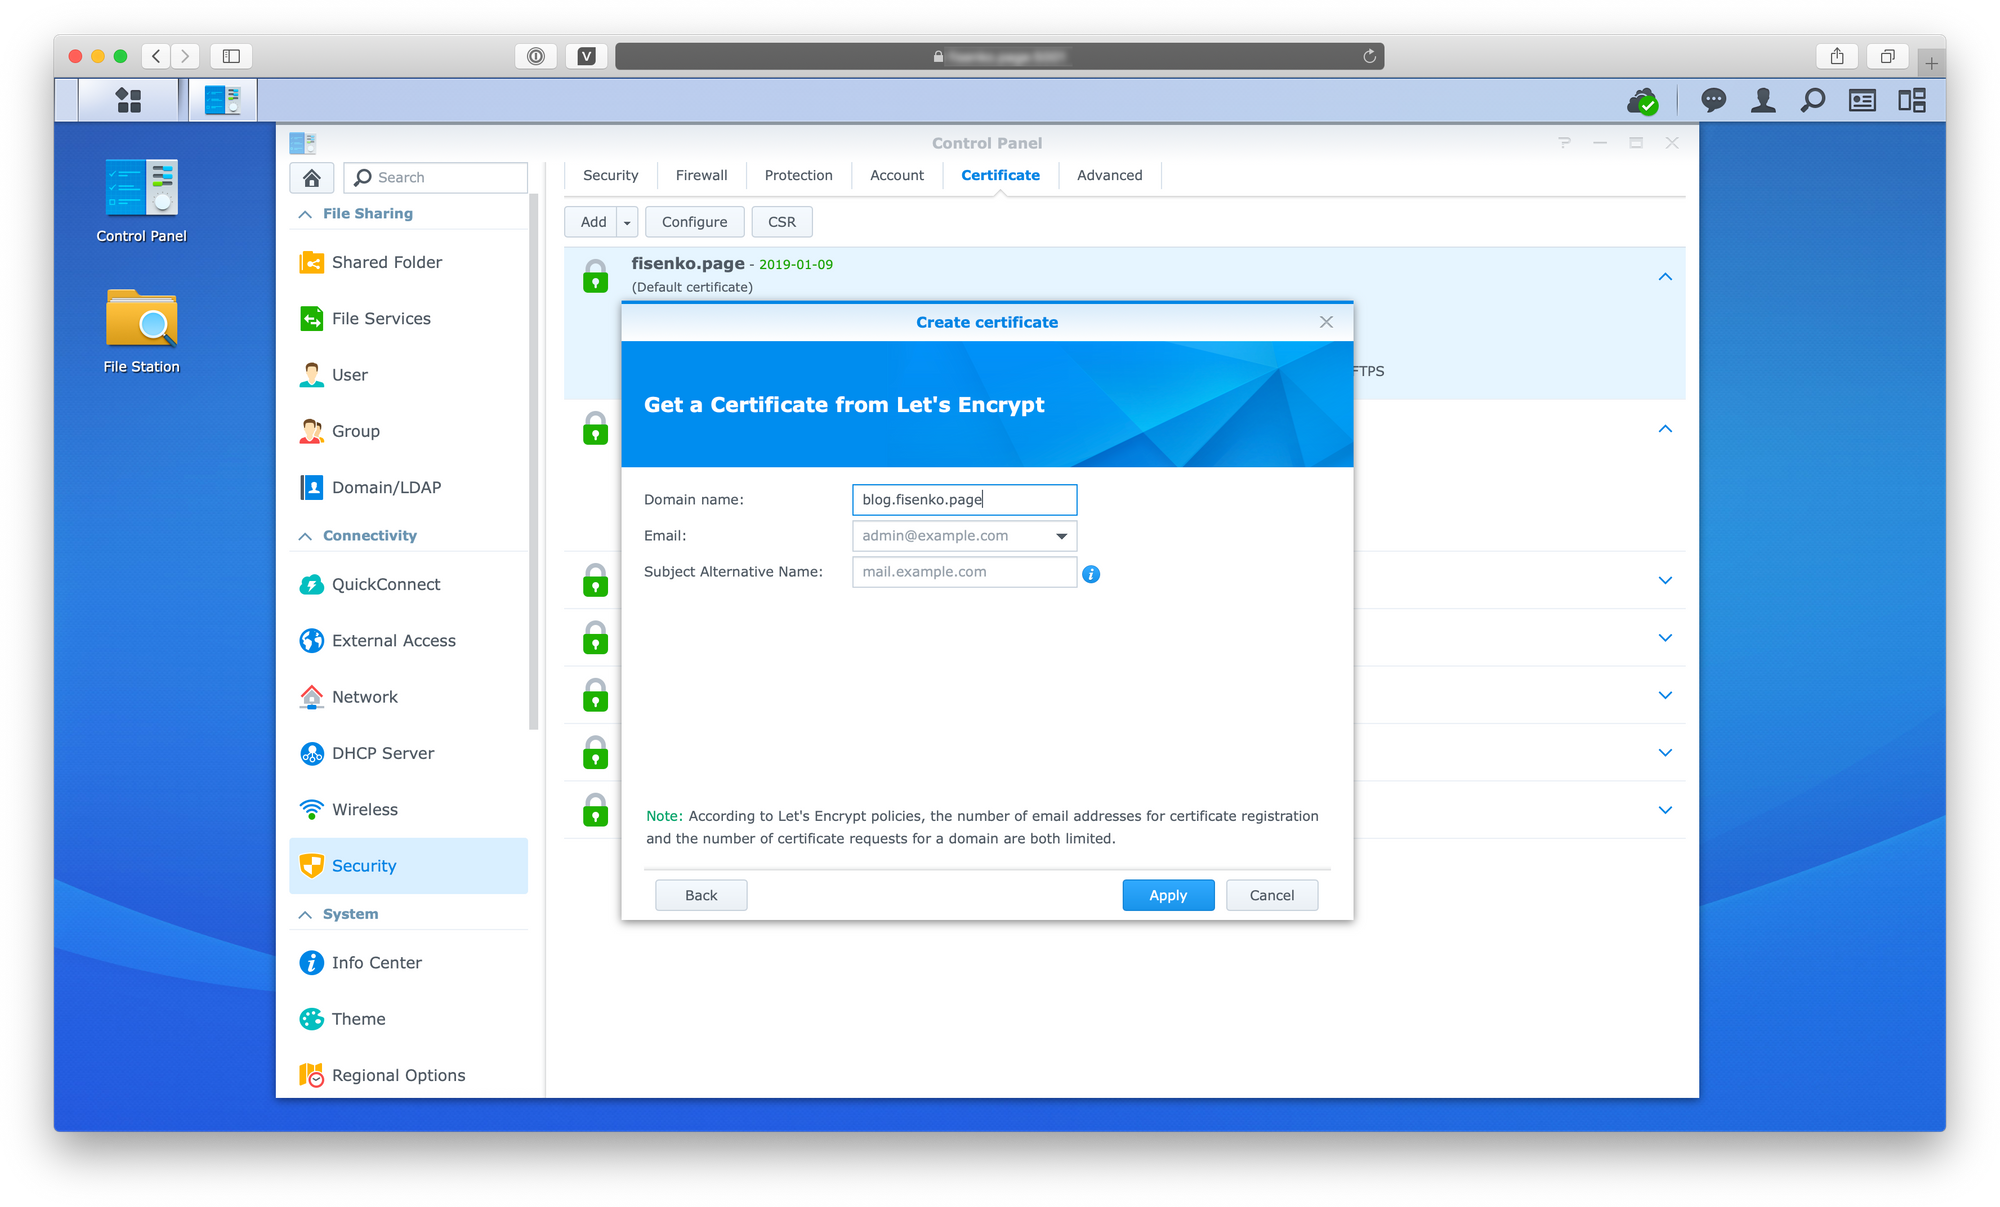 V
Control Panel
Control Panel
File Station
Search
File Sharing
Shared Folder
File Services
User
Group
Domain/LDAP
Connectivity
QuickConnect
External Access
Network
DHCP Server
Wireless
Security
System
Info Center
Theme
Regional Options
Security
Firewall
Protection
Account
Certificate
Advanced
Add
Configure
CSR
fisenko.page - 2019-01-09
(Default certificate)
FTPS
Create certificate
Get a Certificate from Let's Encrypt
Domain name: blog.fisenko.page
Email: admin@example.com
Subject Alternative Name: mail.example.com
Note: According to Let's Encrypt policies, the number of email addresses for certificate registration
and the number of certificate requests for a domain are both limited.
Back
Apply
Cancel